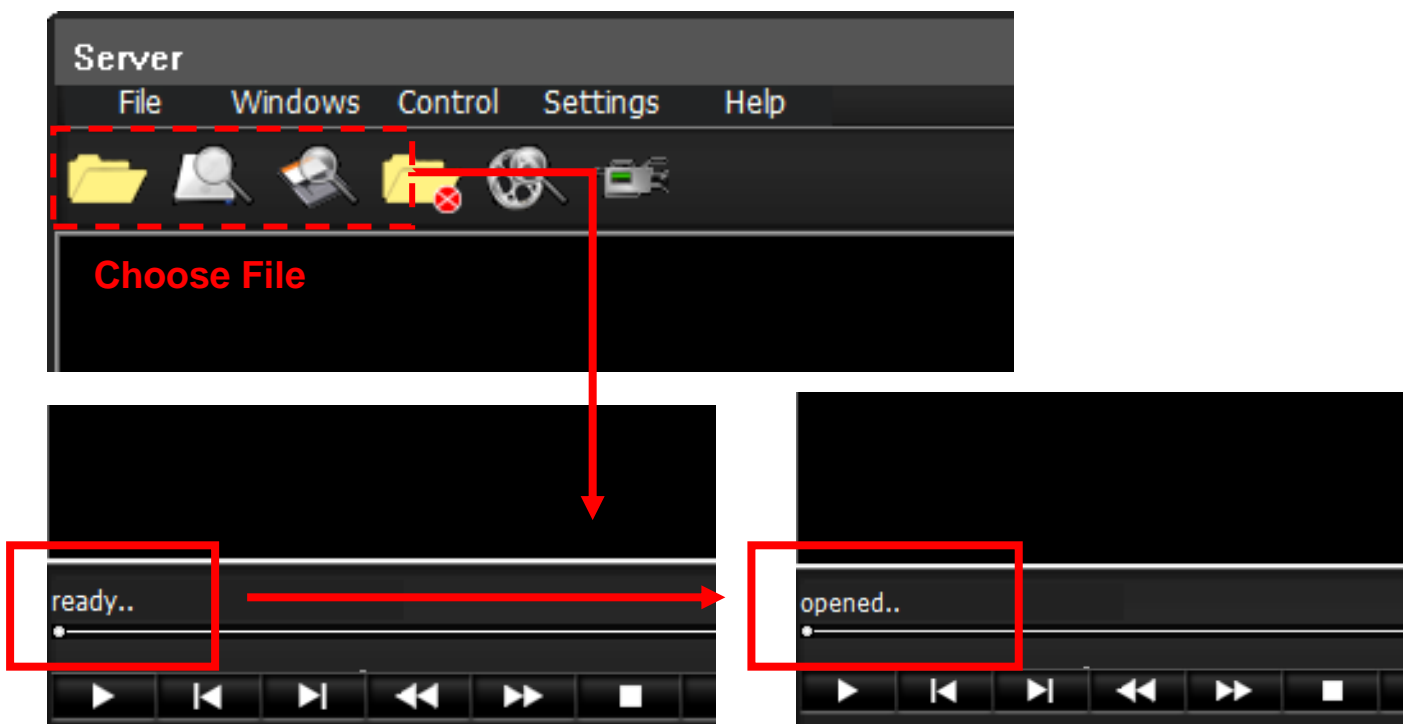 Server
File Windows Control Settings Help
Choose File
ready..
opened..